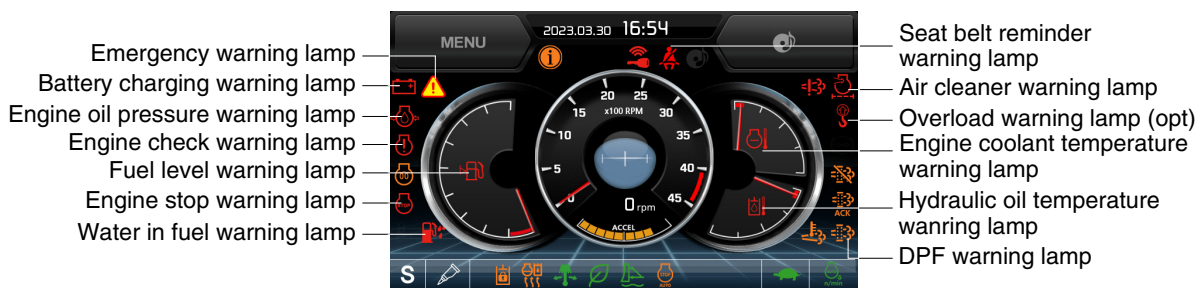 Emergency warning lamp
Battery charging warning lamp
Engine oil pressure warning lamp
Engine check warning lamp
Fuel level warning lamp
Engine stop warning lamp
Water in fuel warning lamp
MENU
2023.03.30 16:54
x100 RPM
0
5
10
15
20
25
30
35
40
45
0 rpm
ACCEL
STOP
ACK
S
STOP
AUTO
n/min
Seat belt reminder
warning lamp
Air cleaner warning lamp
Overload warning lamp (opt)
Engine coolant temperature
warning lamp
Hydraulic oil temperature
wanring lamp
DPF warning lamp